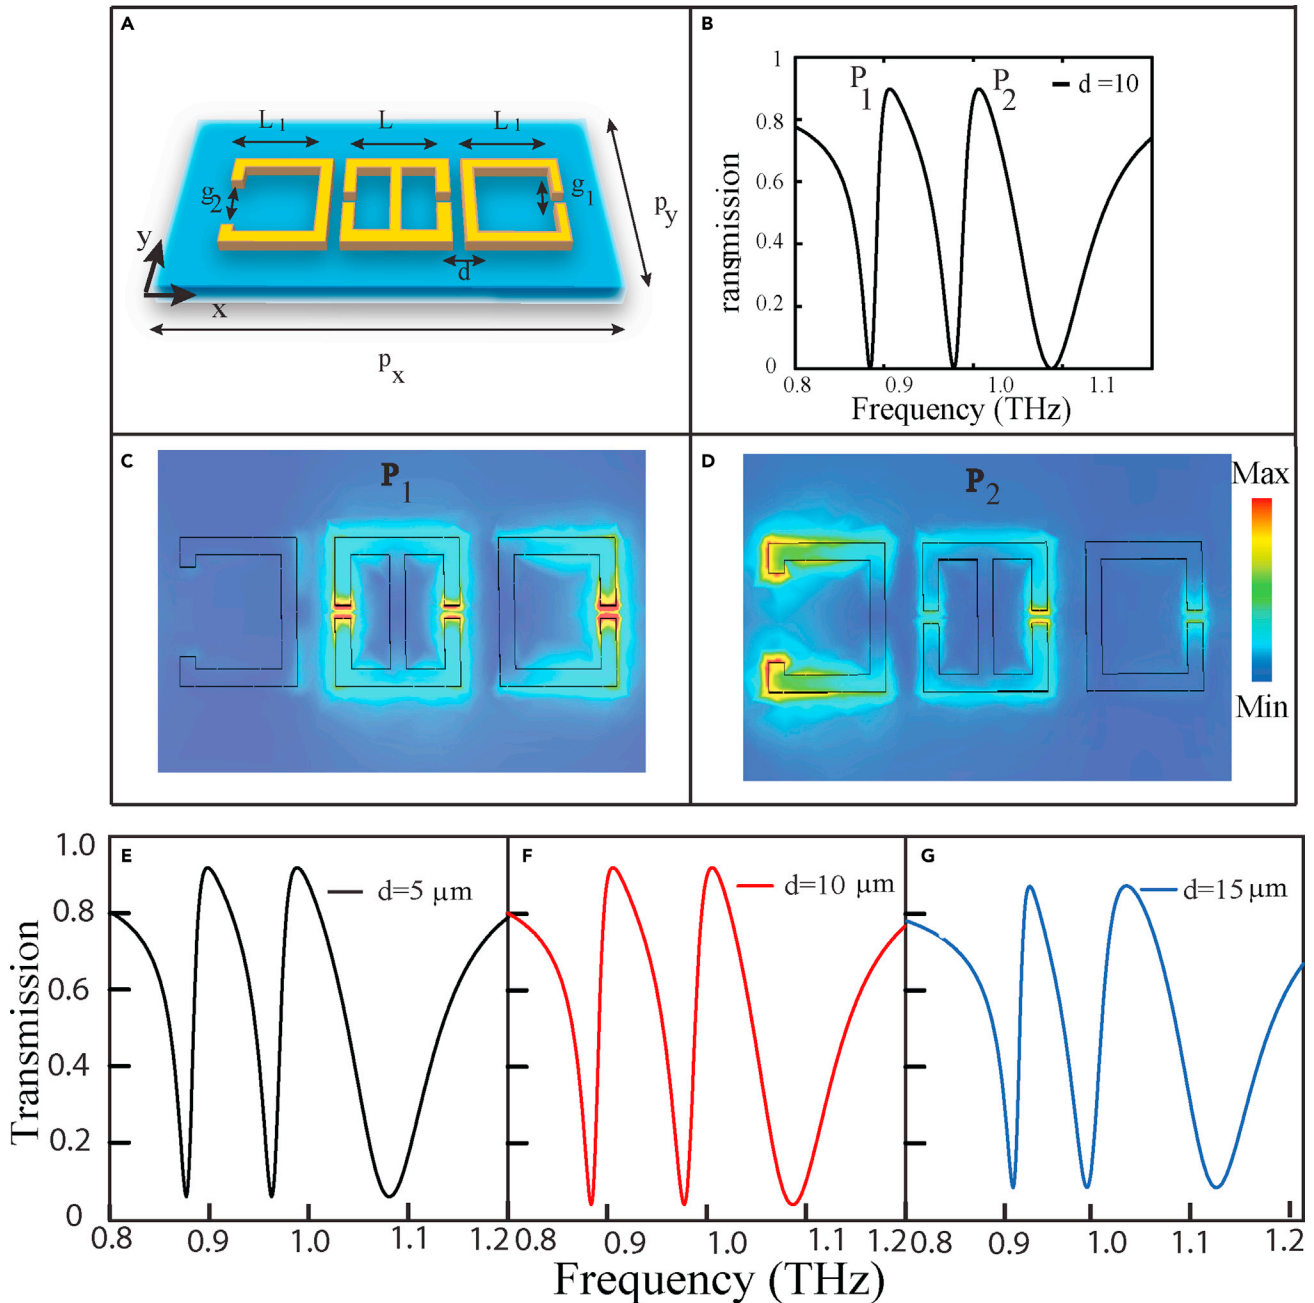 A
L1
L
L1
g2
g1
py
y
x
d
px
B
P1
P2
d =10
1
0.8
0.6
0.4
0.2
0
ransmission
0.8
0.9
1.0
1.1
Frequency (THz)
C
P1
D
P2
Max
Min
E
d=5 μm
F
d=10 μm
G
d=15 μm
1.0
0.8
0.6
0.4
0.2
0
Transmission
0.8
0.9
1.0
1.1
1.2
0.8
0.9
1.0
1.1
1.2
0.8
0.9
1.0
1.1
1.2
Frequency (THz)